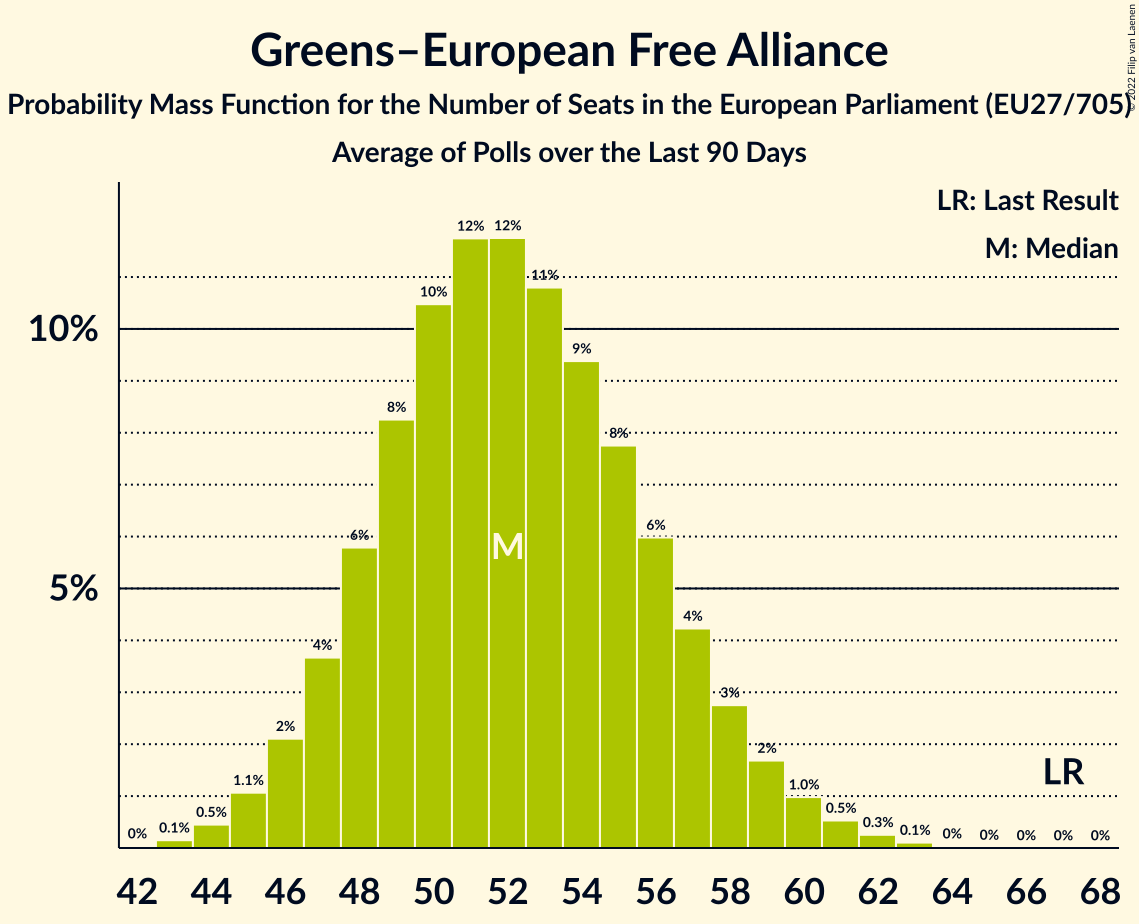 Greens–European Free Alliance
© 2022 Filip van Laenen
Probability Mass Function for the Number of Seats in the European Parliament (EU27/705)
Average of Polls over the Last 90 Days
LR: Last Result
M: Median
12% 12%
11%
10%
10%
9%
8%
8%
6%
6%
M
5%
4%
4%
3%
2%
2%
LR
1.1%
1.0%
0.5%
0.5%
0% 0.1%
0.3%
0.1% 0% 0% 0% 0% 0%
42 44 46 48 50 52 54 56 58 60 62 64 66 68